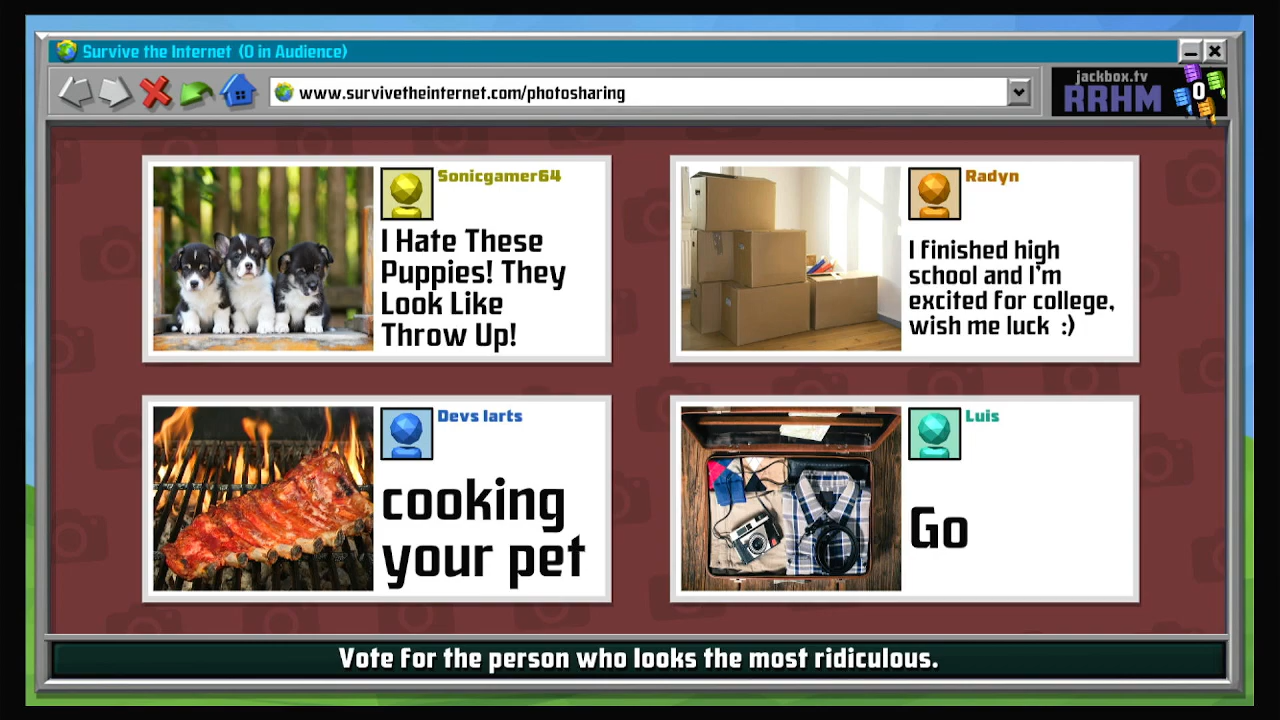 Survive the Internet (0 in Audience)
www.survivetheinternet.com/photosharing
jackbox.tv
RRHM
0
Sonicgamer64
I Hate These
Puppies! They
Look Like
Throw Up!
Radyn
I finished high
school and I'm
excited for college,
wish me luck :)
Devs Iarts
cooking
your pet
Luis
Go
Vote for the person who looks the most ridiculous.